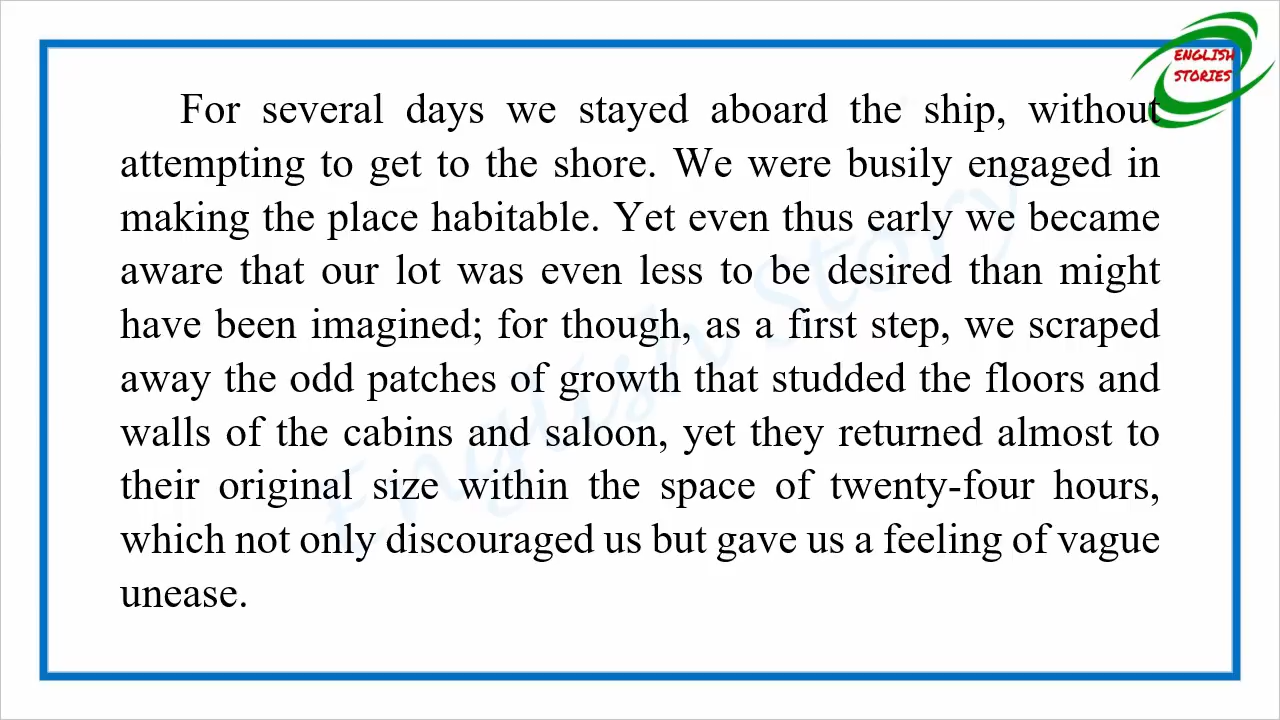 ENGLISH
STORIES
For several days we stayed aboard the ship, without
attempting to get to the shore. We were busily engaged in
making the place habitable. Yet even thus early we became
aware that our lot was even less to be desired than might
have been imagined; for though, as a first step, we scraped
away the odd patches of growth that studded the floors and
walls of the cabins and saloon, yet they returned almost to
their original size within the space of twenty-four hours,
which not only discouraged us but gave us a feeling of vague
unease.
English Story